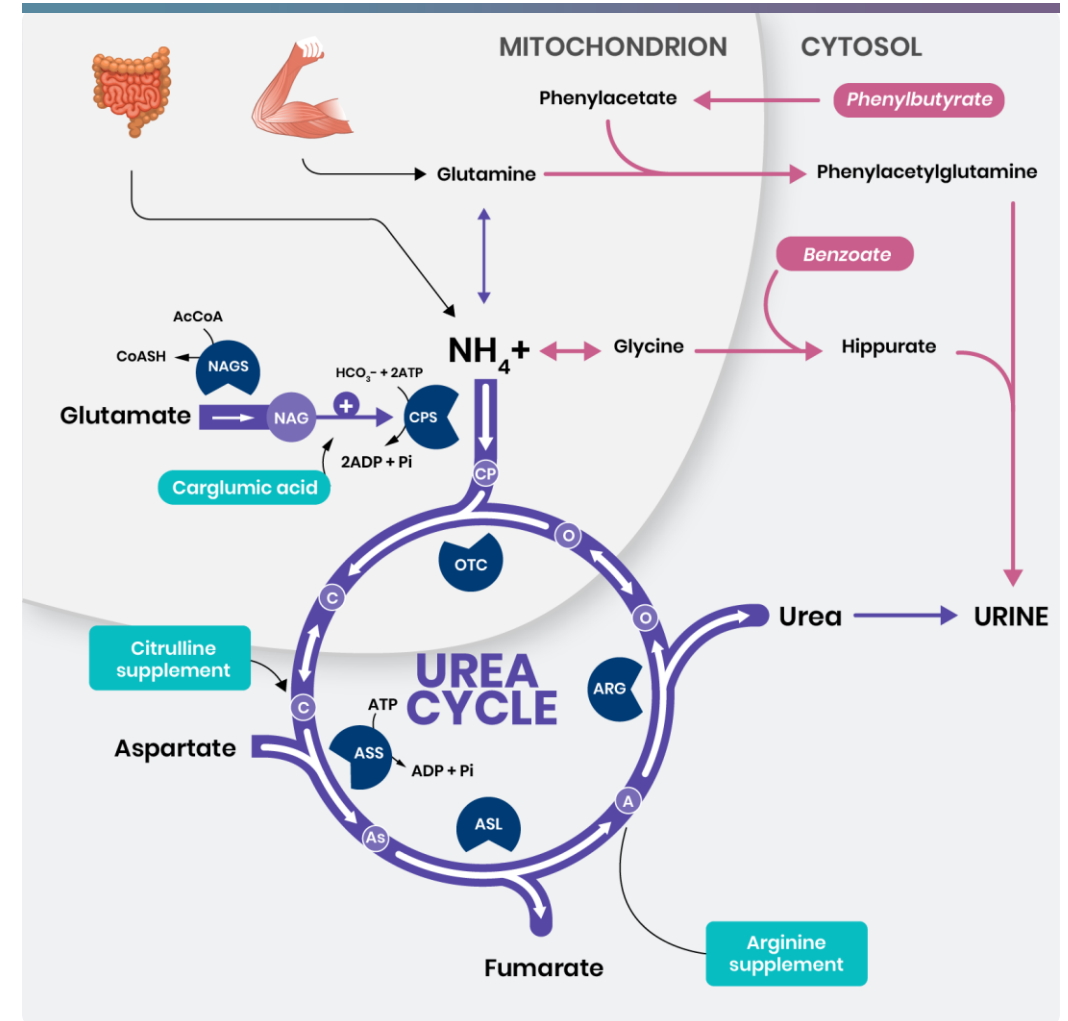 MITOCHONDRION
CYTOSOL
Phenylacetate
Phenylbutyrate
Glutamine
Phenylacetylglutamine
Benzoate
AcCoA
CoASH
NAGS
NH4+
Glycine
Hippurate
HCO3− + 2ATP
Glutamate
NAG
+
CPS
2ADP + Pi
Carglumic acid
CP
OTC
O
C
O
Urea
URINE
Citrulline
supplement
UREA
CYCLE
ARG
C
ATP
Aspartate
ASS
ADP + Pi
A
ASL
As
Arginine
supplement
Fumarate